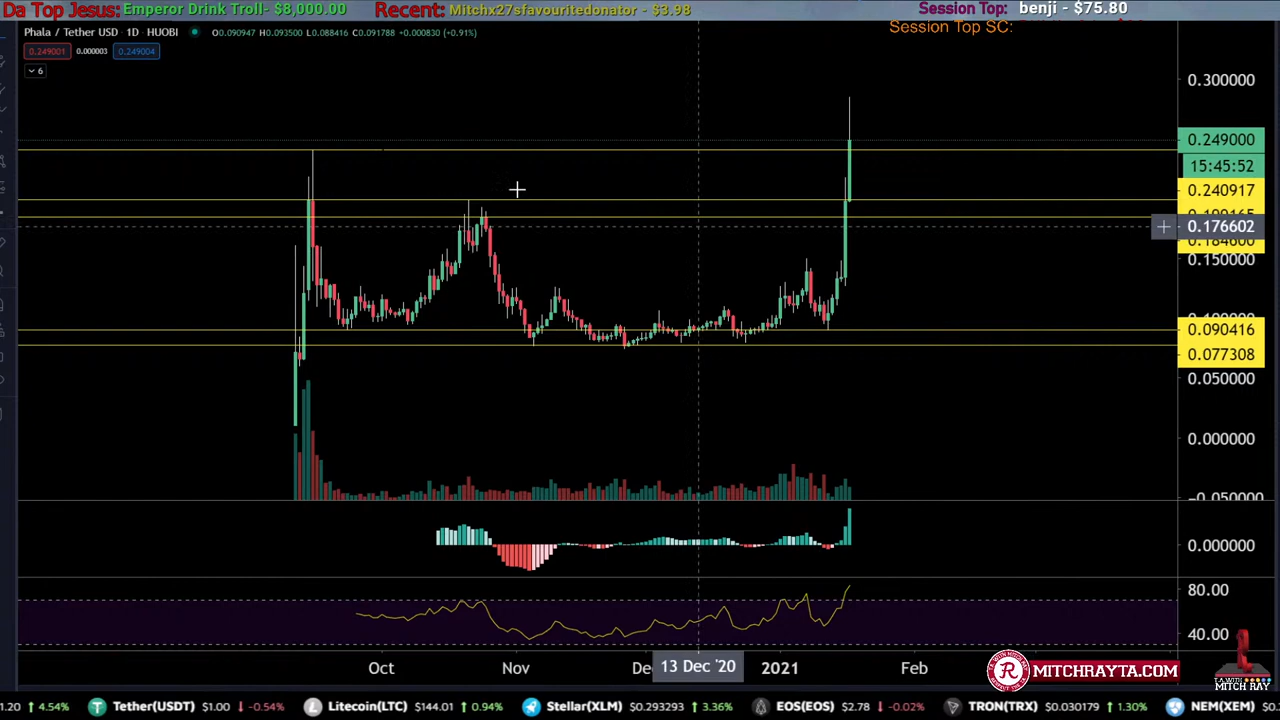 Da Top Jesus: Emperor Drink Troll - $8,000.00 Recent: Mitchx27sfavouritedonator - $3.98 Session Top: benji - $75.80
Session Top SC:
Phala / Tether USD · 1D · HUOBI O0.090947 H0.093500 L0.088416 C0.091788 +0.000830 (+0.91%)
0.249001 0.000003 0.249004
6
0.300000
0.249000
15:45:52
0.240917
0.176602
0.150000
0.090416
0.077308
0.050000
0.000000
-0.050000
0.000000
80.00
40.00
Oct Nov 13 Dec '20 2021 Feb
R MITCHRAYTA.COM
T.A. WITH
MITCH RAY
1.20 4.54% Tether(USDT) $1.00 -0.54% Litecoin(LTC) $144.01 0.94% Stellar(XLM) $0.293293 3.36% EOS(EOS) $2.78 -0.02% TRON(TRX) $0.030179 1.30% NEM(XEM)